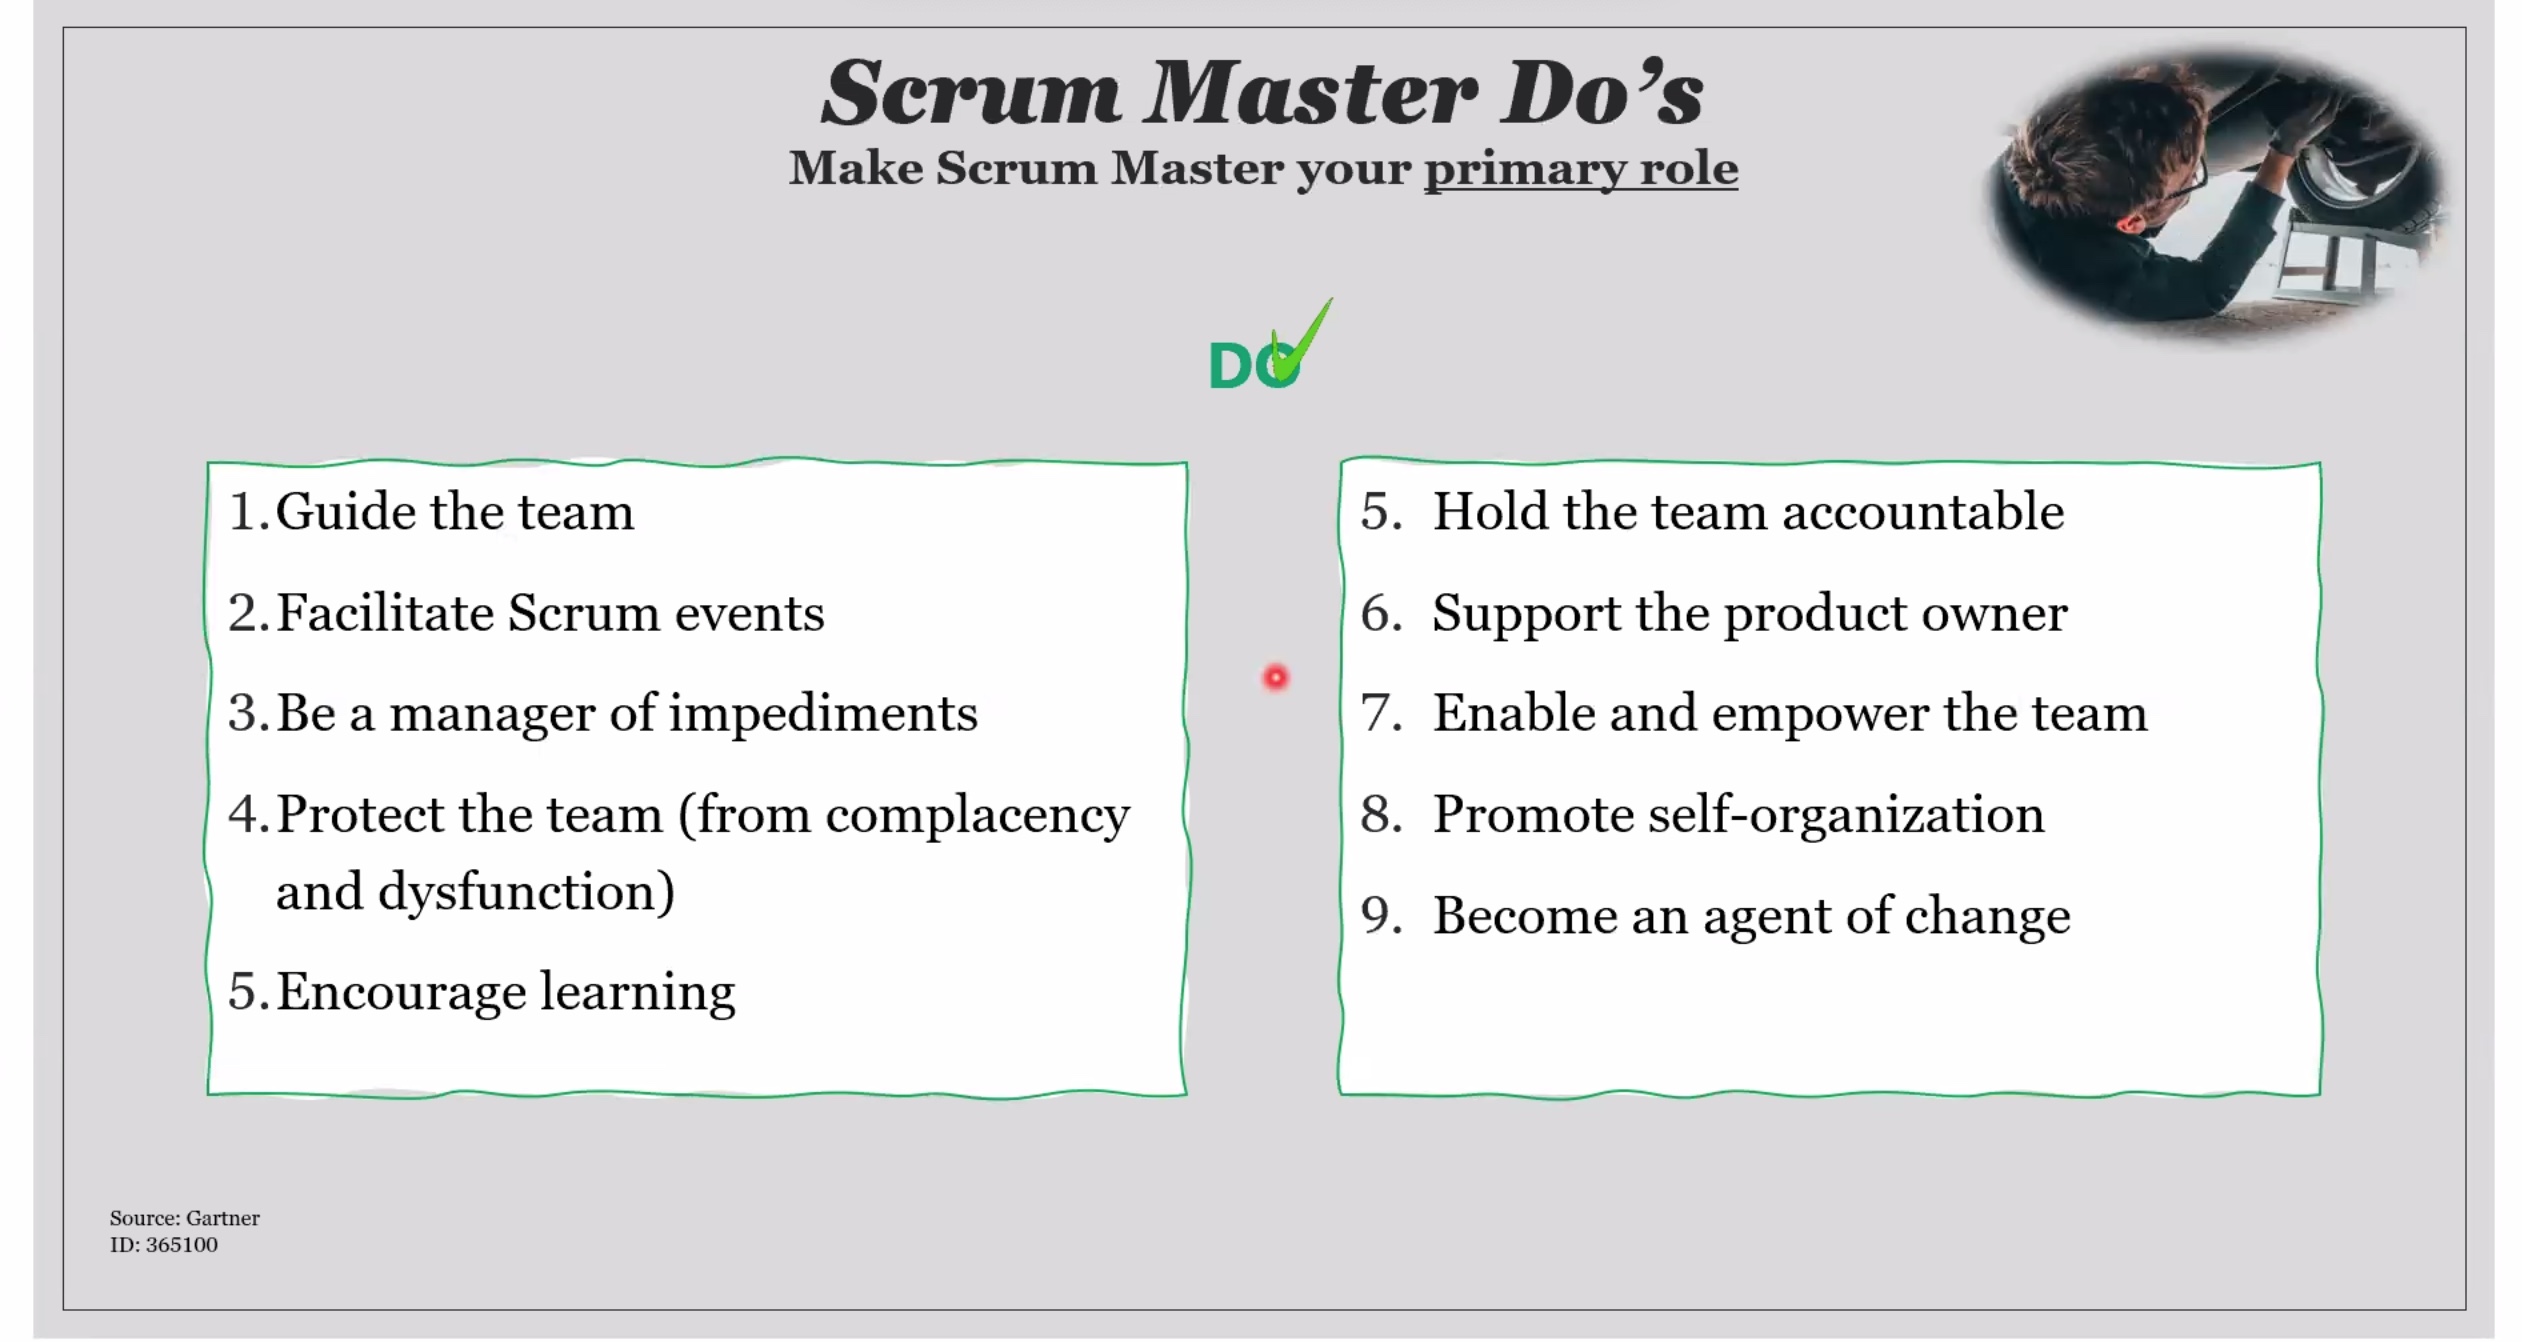 Scrum Master Do’s
Make Scrum Master your primary role
DO
1. Guide the team
2. Facilitate Scrum events
3. Be a manager of impediments
4. Protect the team (from complacency
and dysfunction)
5. Encourage learning
5. Hold the team accountable
6. Support the product owner
7. Enable and empower the team
8. Promote self-organization
9. Become an agent of change
Source: Gartner
ID: 365100